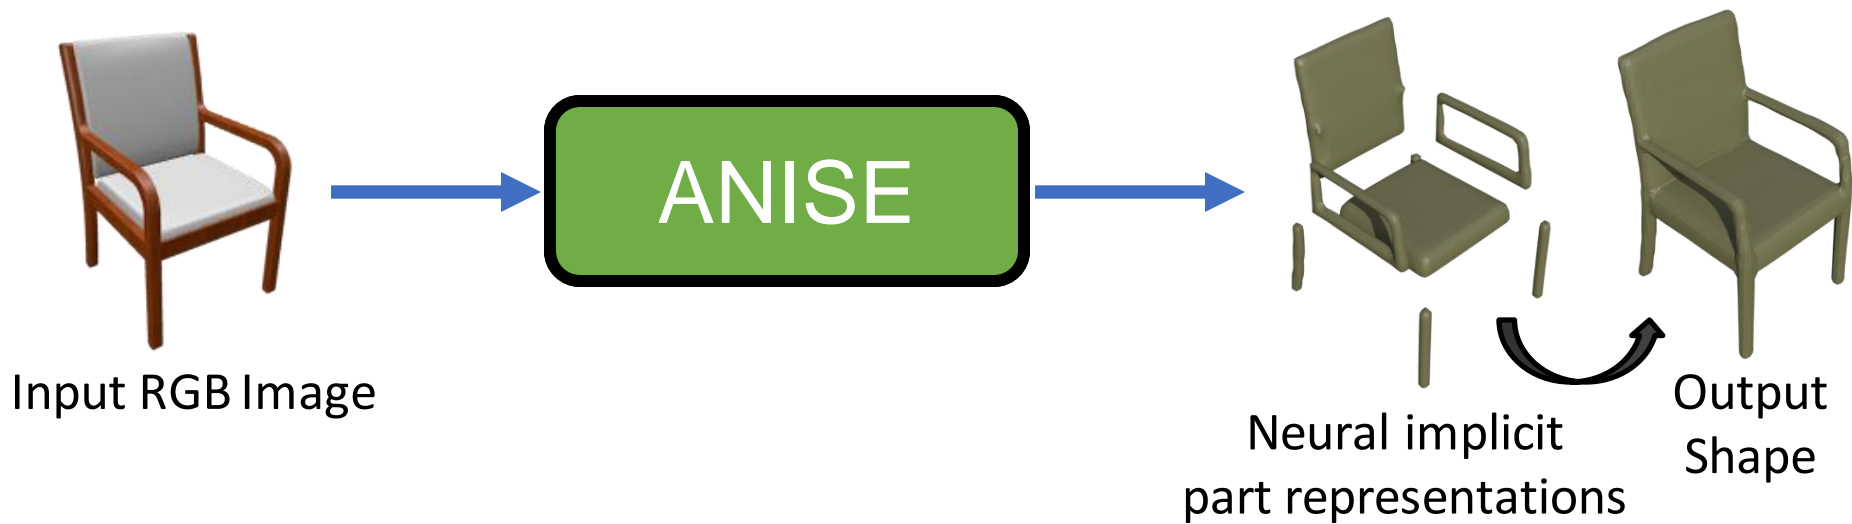 ANISE
Input RGB Image
Neural implicit
part representations
Output
Shape